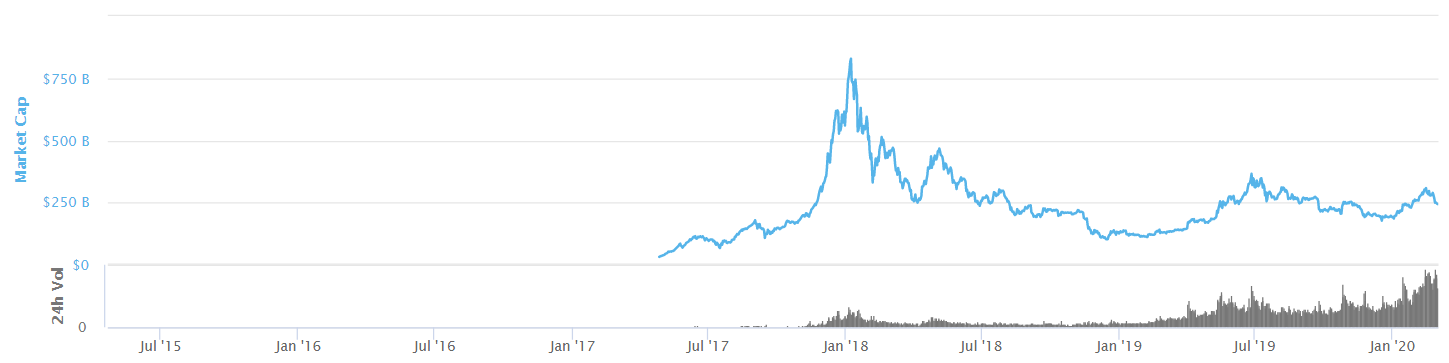 $750 B
$500 B
$250 B
$0
Market Cap
24h Vol
0
Jul '15
Jan '16
Jul '16
Jan '17
Jul '17
Jan '18
Jul '18
Jan '19
Jul '19
Jan '20